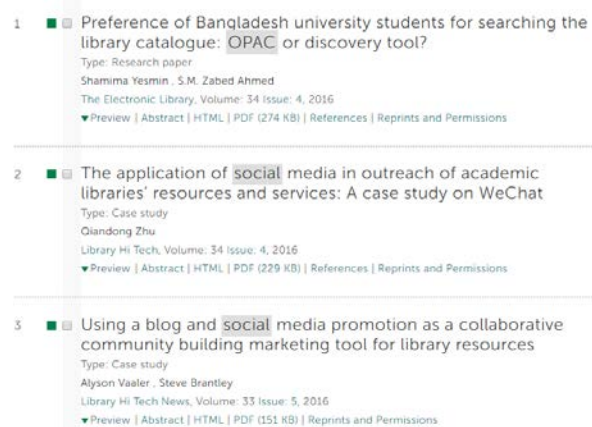 1 Preference of Bangladesh university students for searching the
library catalogue: OPAC or discovery tool?
Type: Research paper
Shamima Yesmin , S.M. Zabed Ahmed
The Electronic Library, Volume: 34 Issue: 4, 2016
▼Preview | Abstract | HTML | PDF (274 KB) | References | Reprints and Permissions
2 The application of social media in outreach of academic
libraries' resources and services: A case study on WeChat
Type: Case study
Qiandong Zhu
Library Hi Tech, Volume: 34 Issue: 4, 2016
▼Preview | Abstract | HTML | PDF (229 KB) | References | Reprints and Permissions
3 Using a blog and social media promotion as a collaborative
community building marketing tool for library resources
Type: Case study
Alyson Vaaler , Steve Brantley
Library Hi Tech News, Volume: 33 Issue: 5, 2016
▼Preview | Abstract | HTML | PDF (151 KB) | Reprints and Permissions